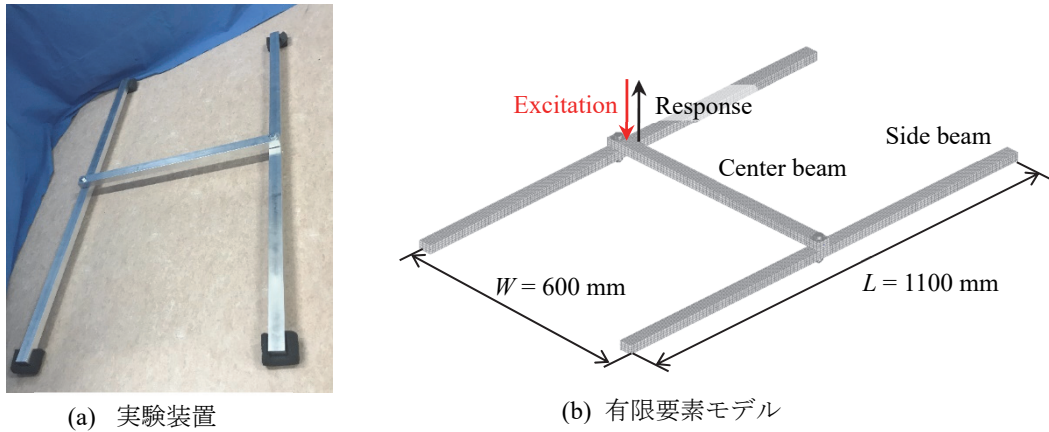 Excitation
Response
Side beam
Center beam
W = 600 mm
L = 1100 mm
(a) 実験装置
(b) 有限要素モデル